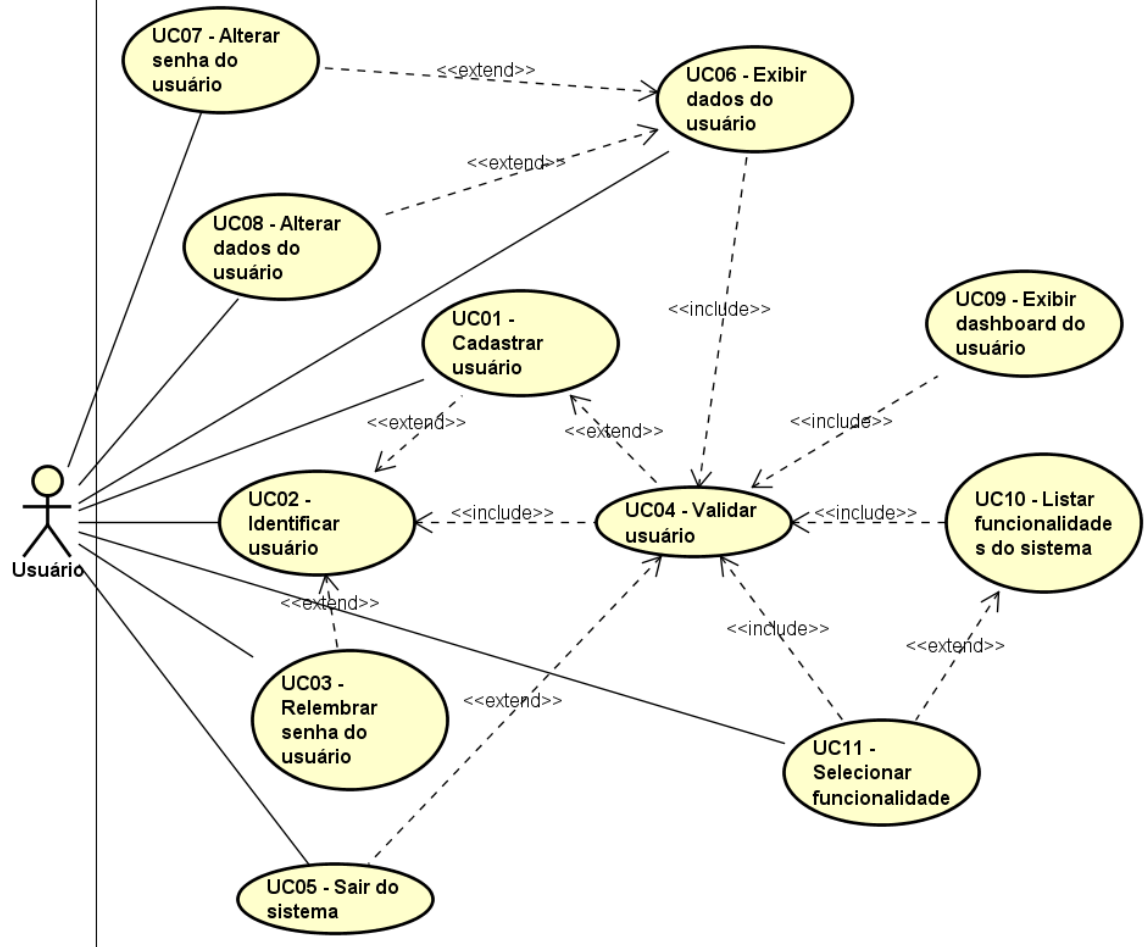 UC07 - Alterar
senha do
usuário
<<extend>>
UC06 - Exibir
dados do
usuário
<<extend>>
UC08 - Alterar
dados do
usuário
<<include>>
UC09 - Exibir
dashboard do
usuário
UC01 -
Cadastrar
usuário
<<extend>>
<<extend>>
<<include>>
UC02 -
Identificar
usuário
<<include>>
UC04 - Validar
usuário
<<include>>
UC10 - Listar
funcionalidade
s do sistema
Usuário
<<extend>>
<<include>>
<<extend>>
UC03 -
Relembrar
senha do
usuário
<<extend>>
UC11 -
Selecionar
funcionalidade
UC05 - Sair do
sistema